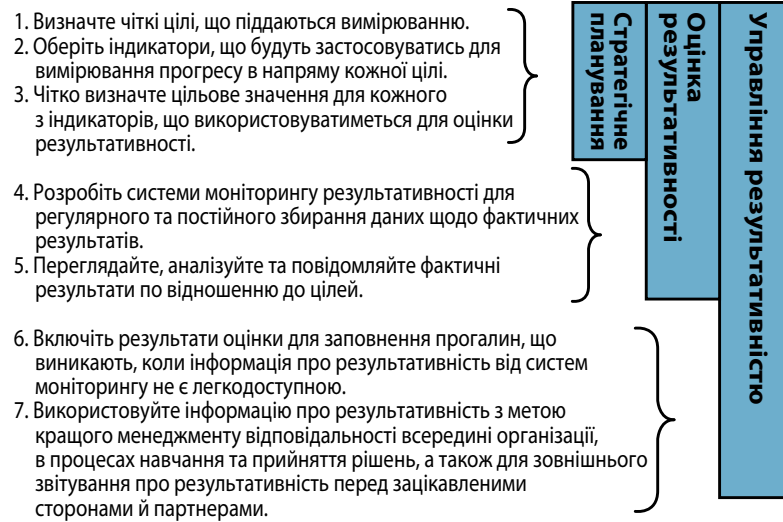 1. Визначте чіткі цілі, що піддаються вимірюванню.
2. Оберіть індикатори, що будуть застосовуватись для
вимірювання прогресу в напряму кожної цілі.
3. Чітко визначте цільове значення для кожного
з індикаторів, що використовуватиметься для оцінки
результативності.
4. Розробіть системи моніторингу результативності для
регулярного та постійного збирання даних щодо фактичних
результатів.
5. Переглядайте, аналізуйте та повідомляйте фактичні
результати по відношенню до цілей.
6. Включіть результати оцінки для заповнення прогалин, що
виникають, коли інформація про результативність від систем
моніторингу не є легкодоступною.
7. Використовуйте інформацію про результативність з метою
кращого менеджменту відповідальності всередині організації,
в процесах навчання та прийняття рішень, а також для зовнішнього
звітування про результативність перед зацікавленими
сторонами й партнерами.
Стратегічне
планування
Оцінка
результативності
Управління результативністю